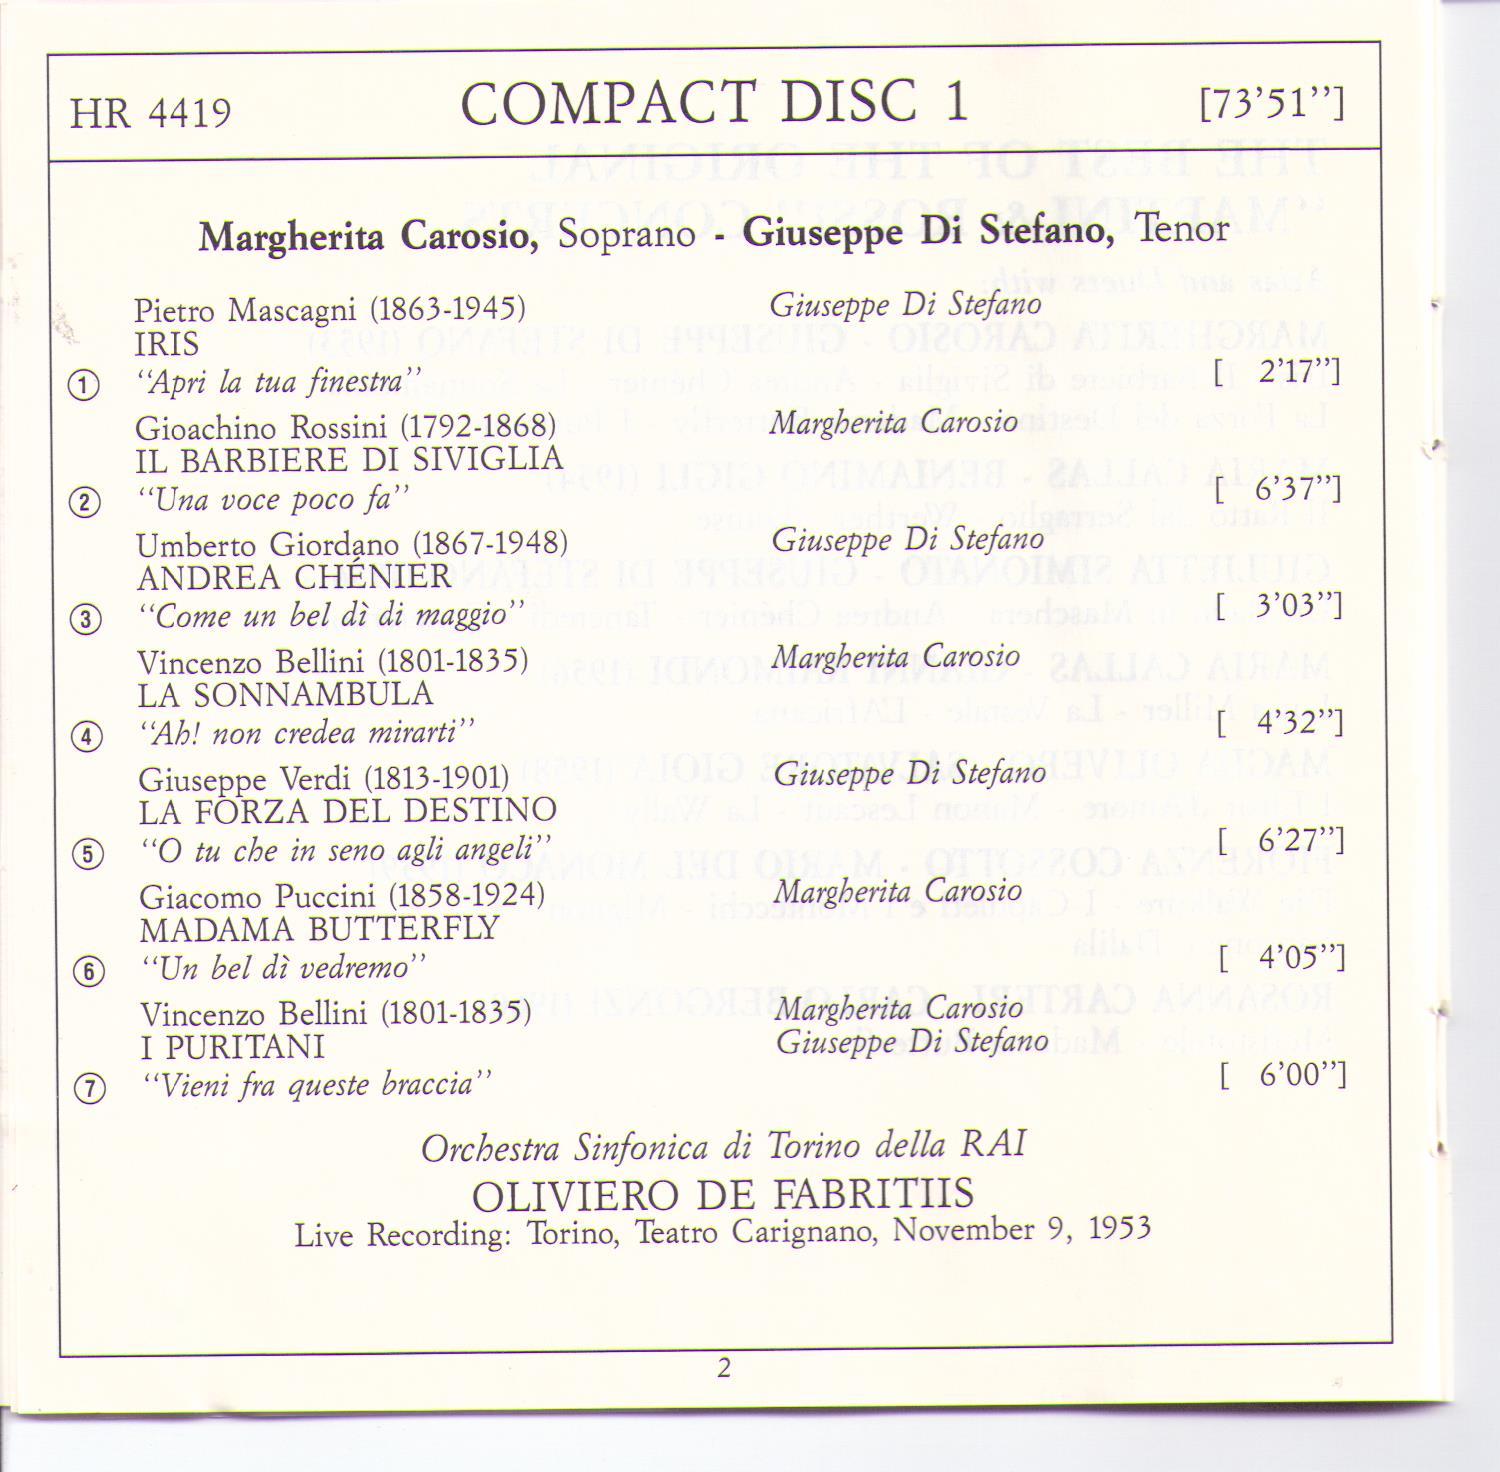 HR 4419 COMPACT DISC 1 [73’51”]
Margherita Carosio, Soprano - Giuseppe Di Stefano, Tenor
Pietro Mascagni (1863-1945) Giuseppe Di Stefano
IRIS
① “Apri la tua finestra” [ 2’17”]
Gioachino Rossini (1792-1868) Margherita Carosio
IL BARBIERE DI SIVIGLIA
② “Una voce poco fa” [ 6’37”]
Umberto Giordano (1867-1948) Giuseppe Di Stefano
ANDREA CHÉNIER
③ “Come un bel dì di maggio” [ 3’03”]
Vincenzo Bellini (1801-1835) Margherita Carosio
LA SONNAMBULA
④ “Ah! non credea mirarti” [ 4’32”]
Giuseppe Verdi (1813-1901) Giuseppe Di Stefano
LA FORZA DEL DESTINO
⑤ “O tu che in seno agli angeli” [ 6’27”]
Giacomo Puccini (1858-1924) Margherita Carosio
MADAMA BUTTERFLY
⑥ “Un bel dì vedremo” [ 4’05”]
Vincenzo Bellini (1801-1835) Margherita Carosio
I PURITANI Giuseppe Di Stefano
⑦ “Vieni fra queste braccia” [ 6’00”]
Orchestra Sinfonica di Torino della RAI
OLIVIERO DE FABRITIIS
Live Recording: Torino, Teatro Carignano, November 9, 1953
2